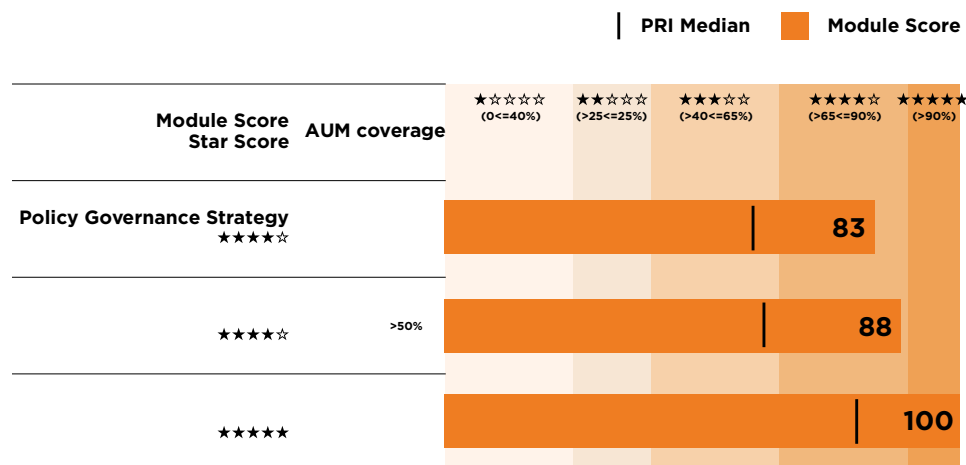 PRI Median Module Score
Module Score
Star Score
AUM coverage
★☆☆☆☆ ★★☆☆☆ ★★★☆☆ ★★★★☆ ★★★★★
(0<=40%) (>25<=25%) (>40<=65%) (>65<=90%) (>90%)
Policy Governance Strategy
★★★★☆
83
★★★★☆ >50% 88
★★★★★ 100